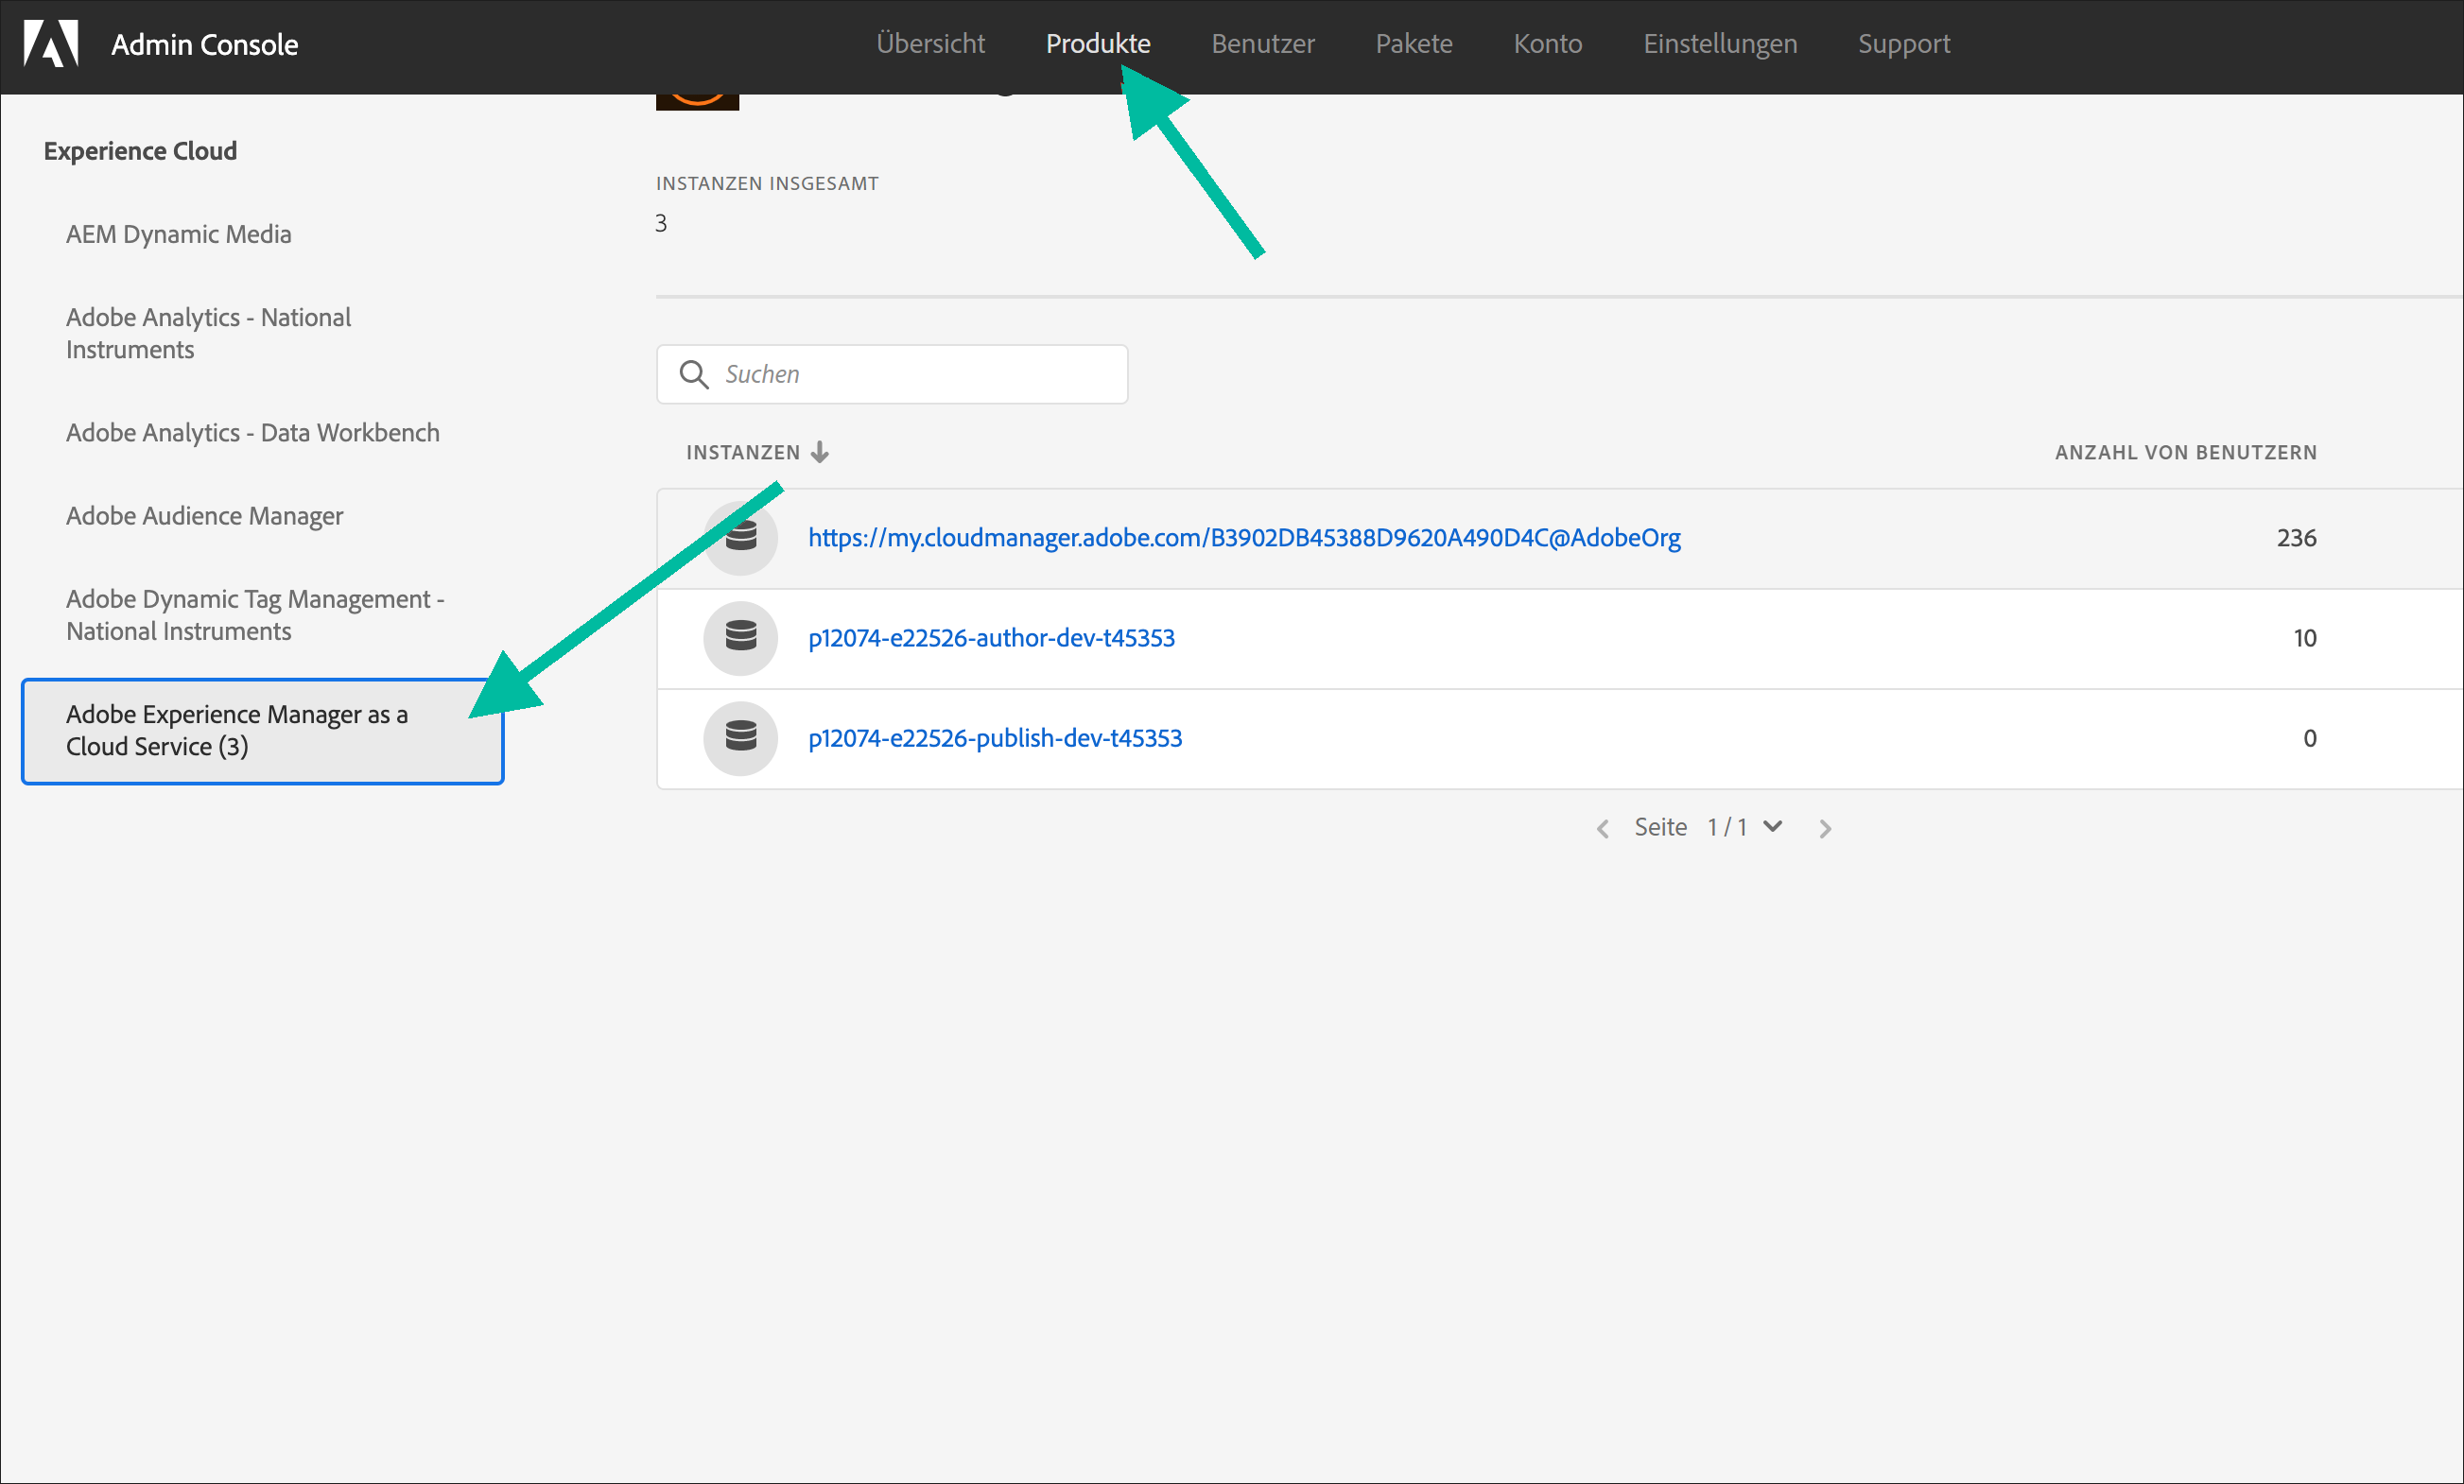 Admin Console
Übersicht
Produkte
Benutzer
Pakete
Konto
Einstellungen
Support
Experience Cloud
AEM Dynamic Media
Adobe Analytics - National
Instruments
Adobe Analytics - Data Workbench
Adobe Audience Manager
Adobe Dynamic Tag Management -
National Instruments
Adobe Experience Manager as a
Cloud Service (3)
INSTANZEN INSGESAMT
3
Suchen
INSTANZEN
ANZAHL VON BENUTZERN
https://my.cloudmanager.adobe.com/B3902DB45388D9620A490D4C@AdobeOrg
236
p12074-e22526-author-dev-t45353
10
p12074-e22526-publish-dev-t45353
0
Seite 1 / 1